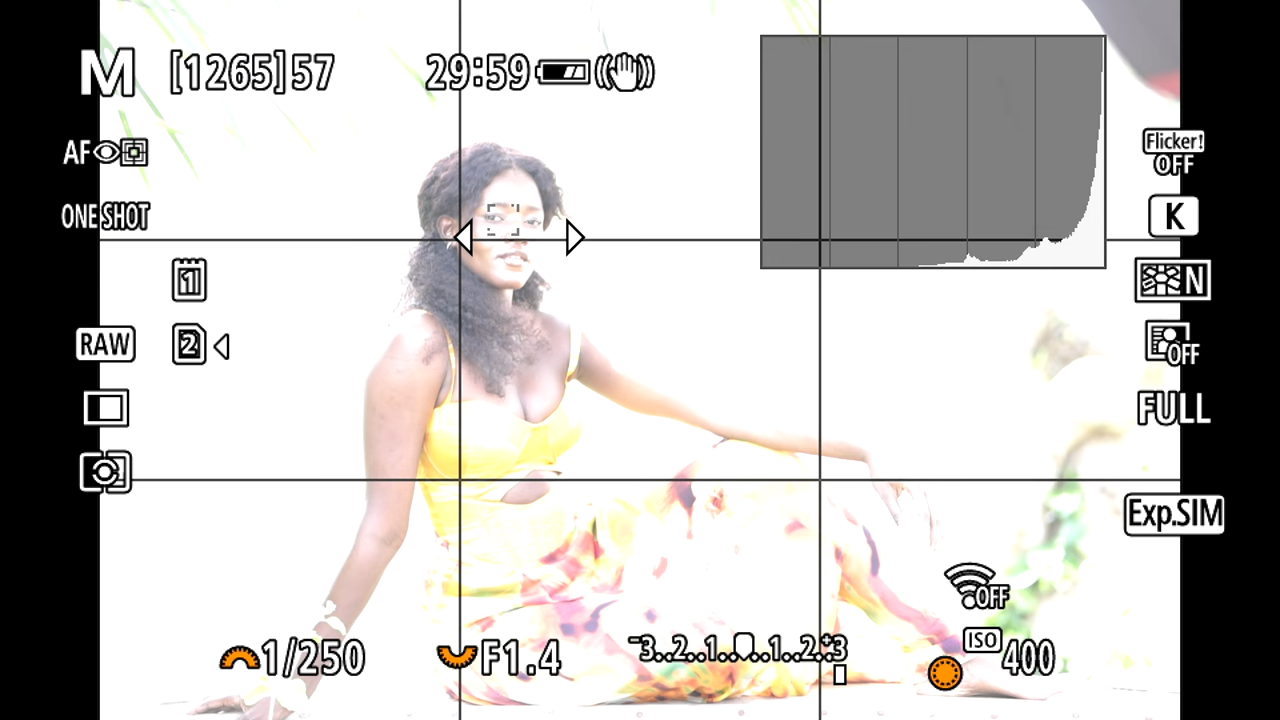 M [1265]57 29:59
Flicker!
OFF
AF
K
ONE SHOT
1
N
RAW 2
OFF
FULL
Exp.SIM
OFF
1/250 F1.4 -3..2..1.. ..1..2..+3 ISO 400